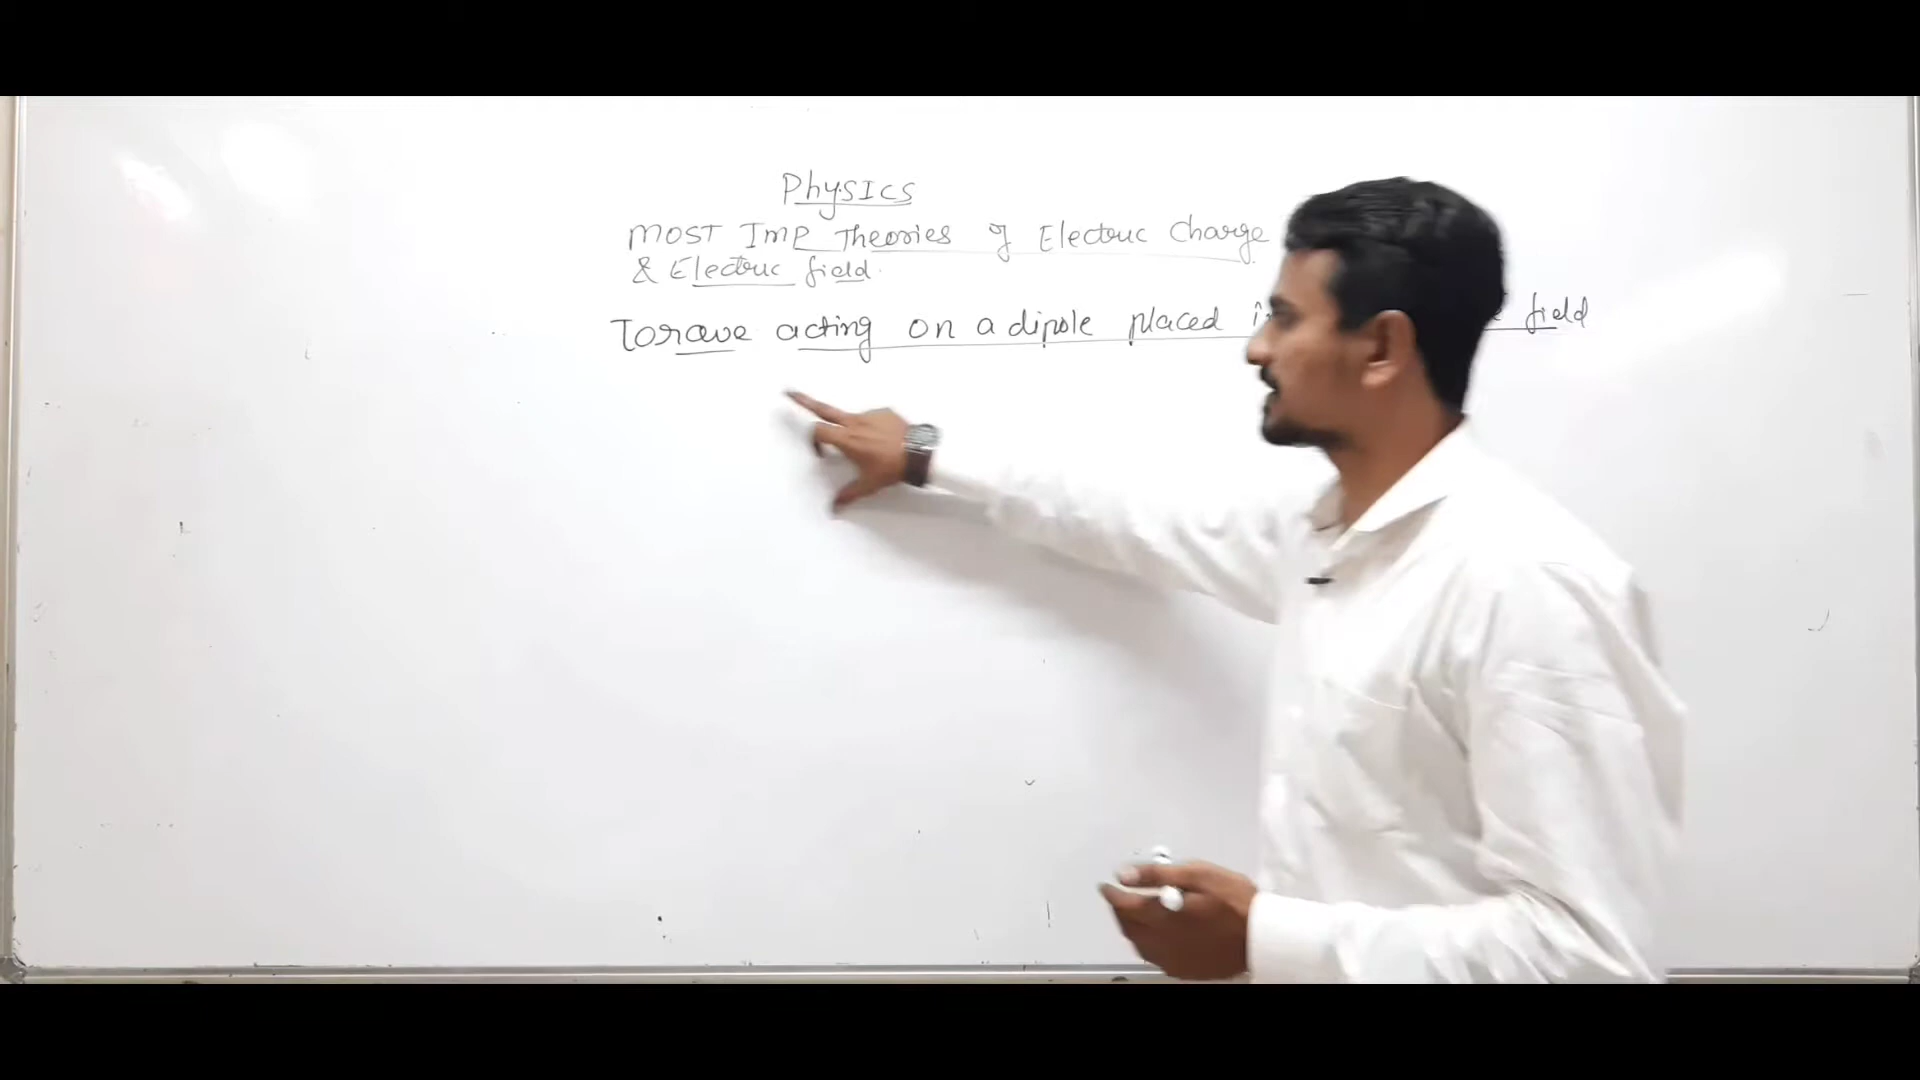 Physics
MOST Imp Theories of Electric Charge
& Electric field.
Torque acting on a dipole placed in field